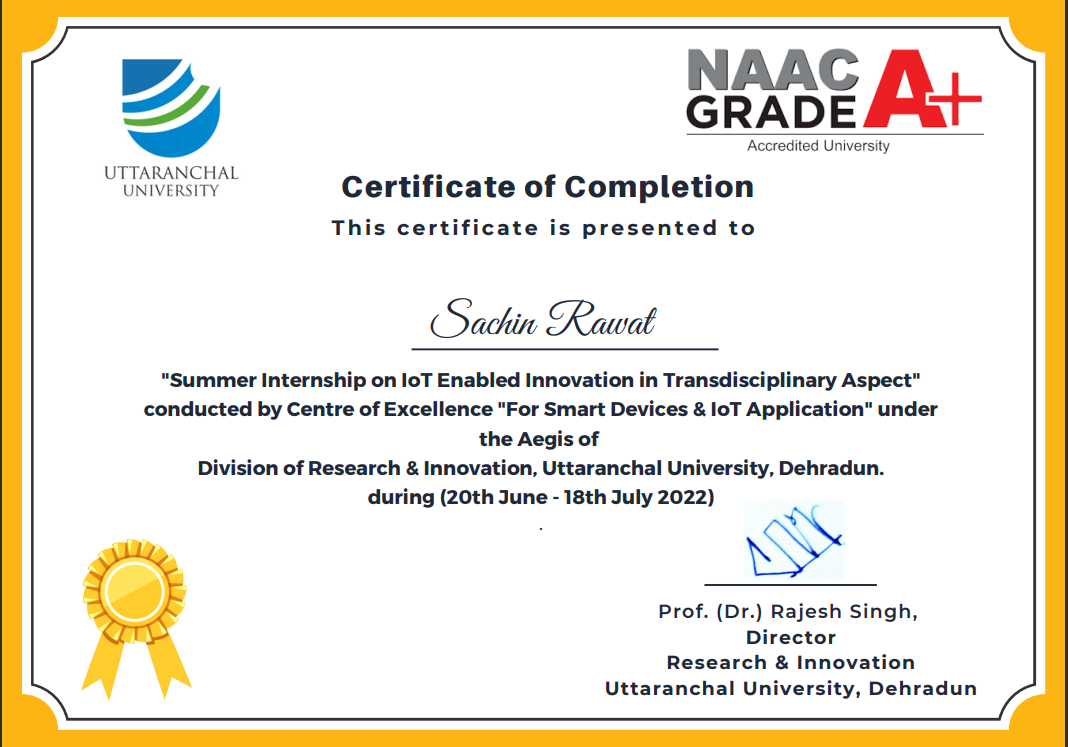 UTTARANCHAL
UNIVERSITY
NAAC
GRADE A+
Accredited University
Certificate of Completion
This certificate is presented to
Sachin Rawat
"Summer Internship on IoT Enabled Innovation in Transdisciplinary Aspect"
conducted by Centre of Excellence "For Smart Devices & IoT Application" under
the Aegis of
Division of Research & Innovation, Uttaranchal University, Dehradun.
during (20th June - 18th July 2022)
.
Prof. (Dr.) Rajesh Singh,
Director
Research & Innovation
Uttaranchal University, Dehradun